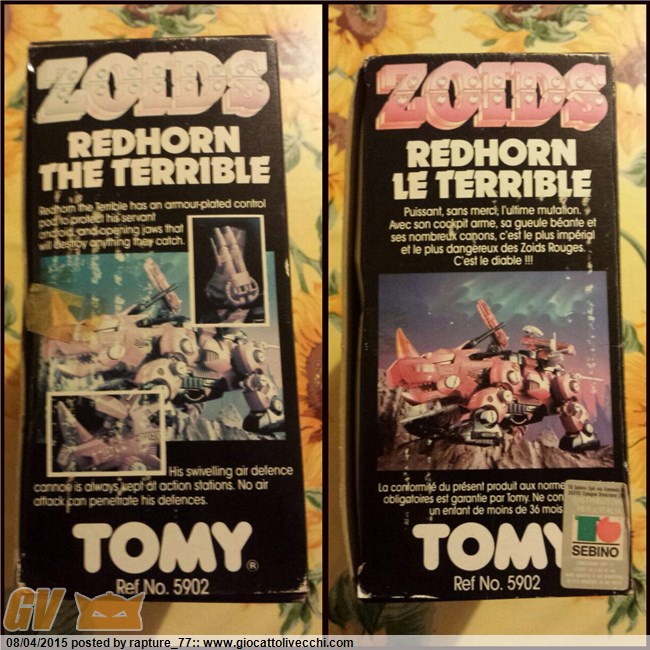 ZOIDS
REDHORN
THE TERRIBLE
Redhorn the Terrible has an armour-plated control
pod to protect his servant
android, and opening jaws that
will destroy anything they catch.
His swivelling air defence
cannon is always kept at action stations. No air
attack can penetrate his defences.
TOMY®
Ref No. 5902
ZOIDS
REDHORN
LE TERRIBLE
Puissant, sans merci, l'ultime mutation.
Avec son cockpit arme, sa gueule béante et
ses nombreux canons, c'est le plus impérial
et le plus dangereux des Zoids Rouges.
C'est le diable !!!
La conformité du présent produit aux norme
obligatoires est garantie par Tomy. Ne con
un enfant de moins de 36 mois
TOMY
Ref No. 5902
SEBINO
GV
08/04/2015 posted by rapture_77:: www.giocattolivecchi.com